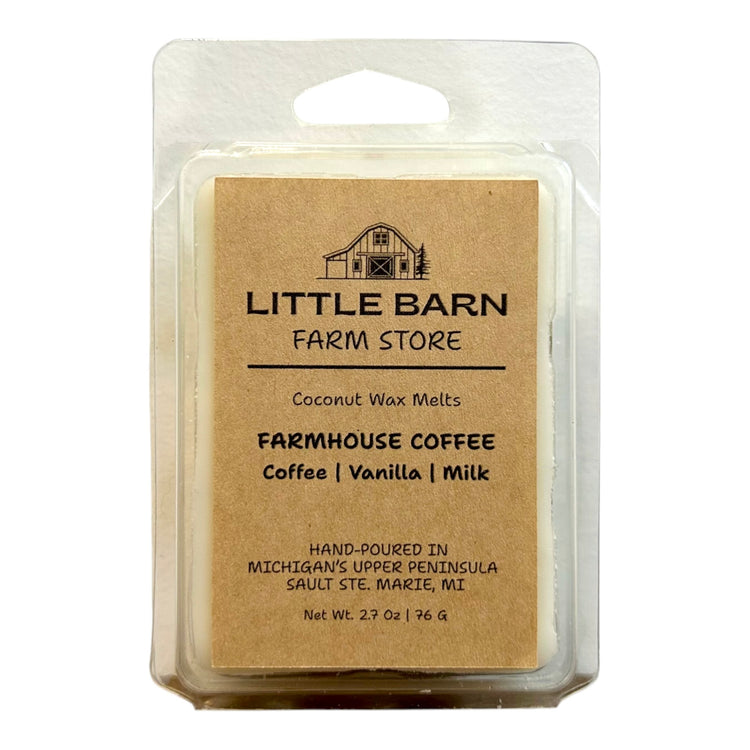 LITTLE BARN
FARM STORE
Coconut Wax Melts
FARMHOUSE COFFEE
Coffee | Vanilla | Milk
HAND-POURED IN
MICHIGAN'S UPPER PENINSULA
SAULT STE. MARIE, MI
Net Wt. 2.7 Oz | 76 G